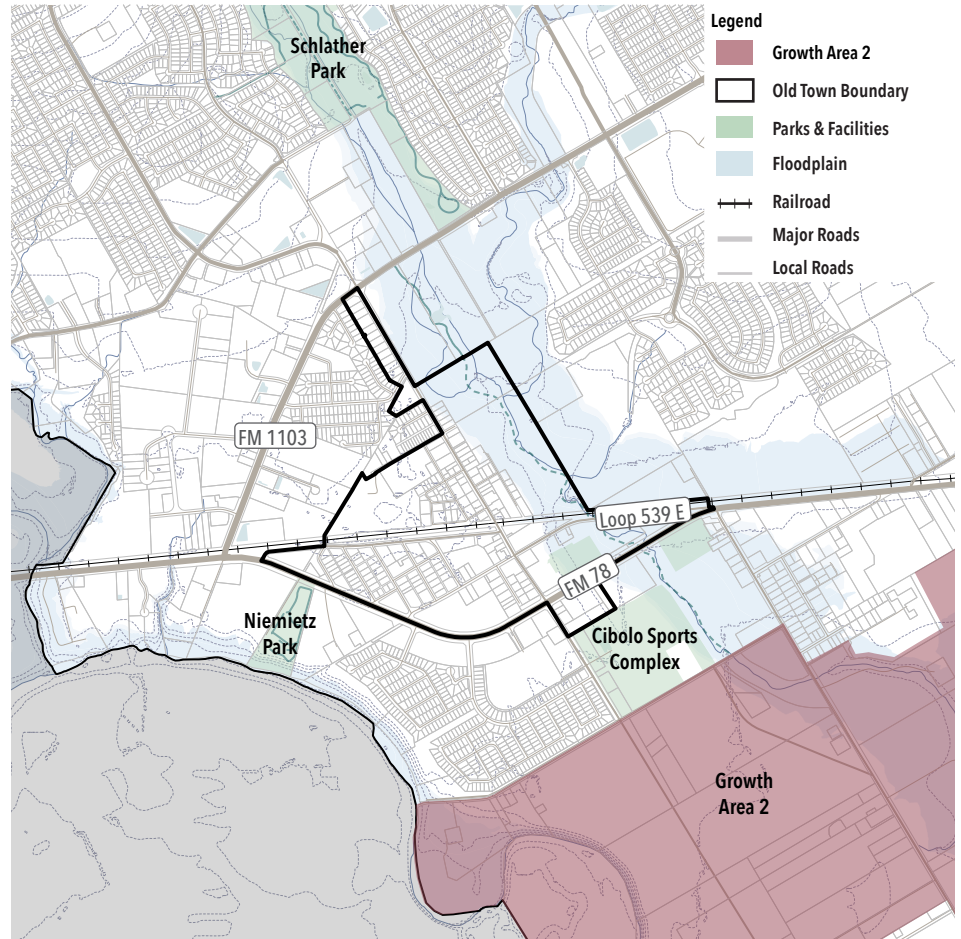 Schlather
Park
Legend
Growth Area 2
Old Town Boundary
Parks & Facilities
Floodplain
Railroad
Major Roads
Local Roads
FM 1103
Loop 539 E
FM 78
Niemietz
Park
Cibolo Sports
Complex
Growth
Area 2